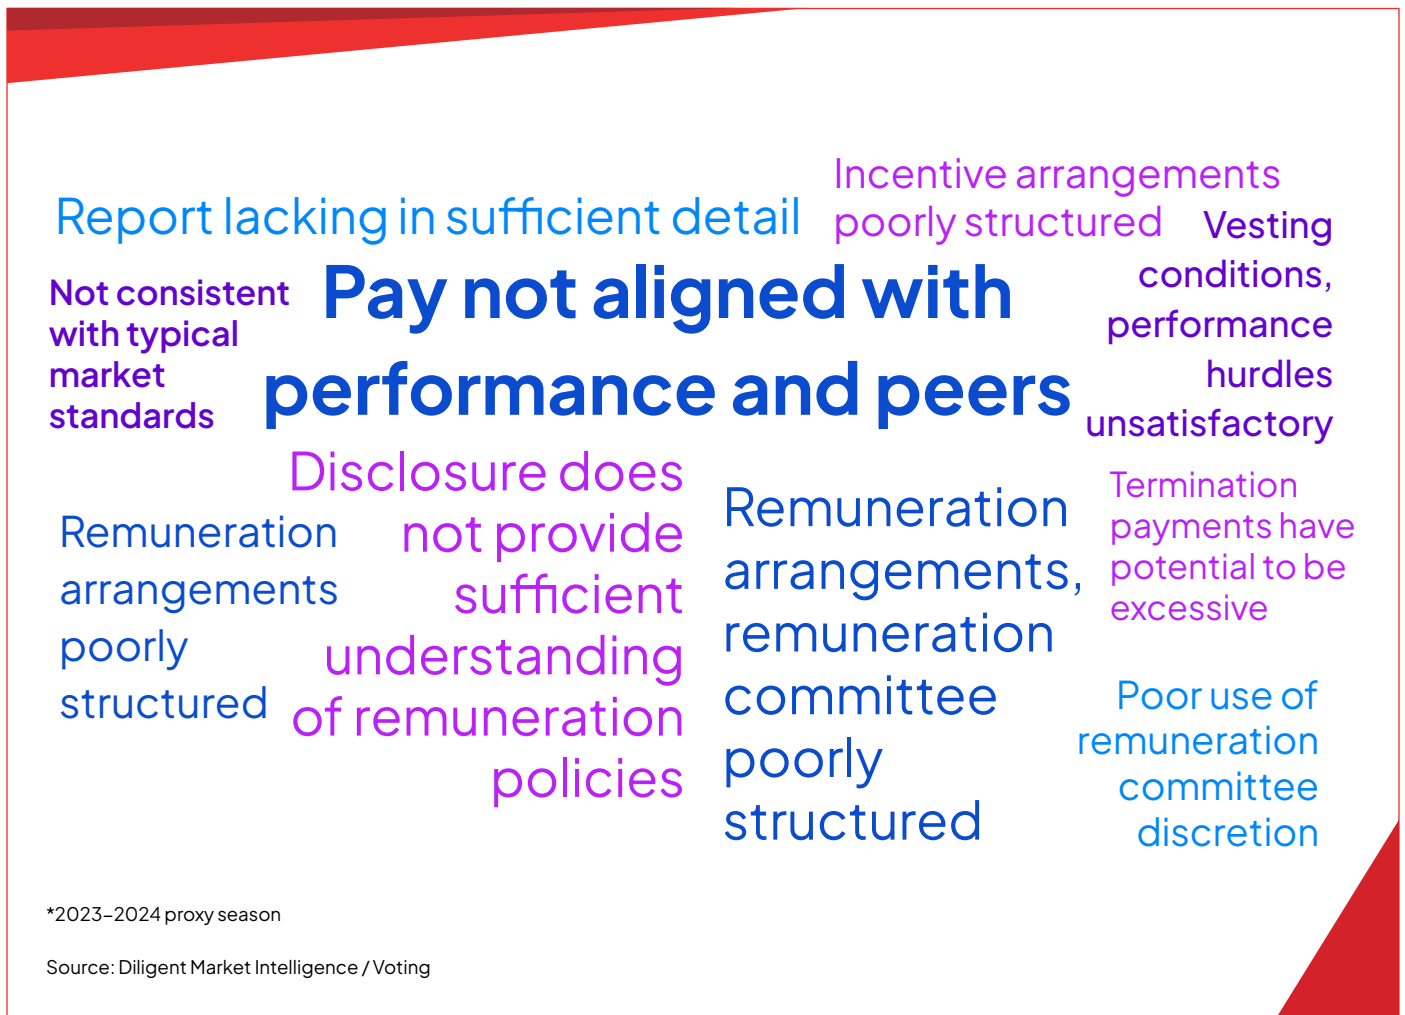 Report lacking in sufficient detail
Incentive arrangements
poorly structured
Vesting
conditions,
performance
hurdles
unsatisfactory
Not consistent
with typical
market
standards
Pay not aligned with
performance and peers
Disclosure does
not provide
sufficient
understanding
of remuneration
policies
Remuneration
arrangements
poorly
structured
Remuneration
arrangements,
remuneration
committee
poorly
structured
Termination
payments have
potential to be
excessive
Poor use of
remuneration
committee
discretion
*2023–2024 proxy season
Source: Diligent Market Intelligence / Voting